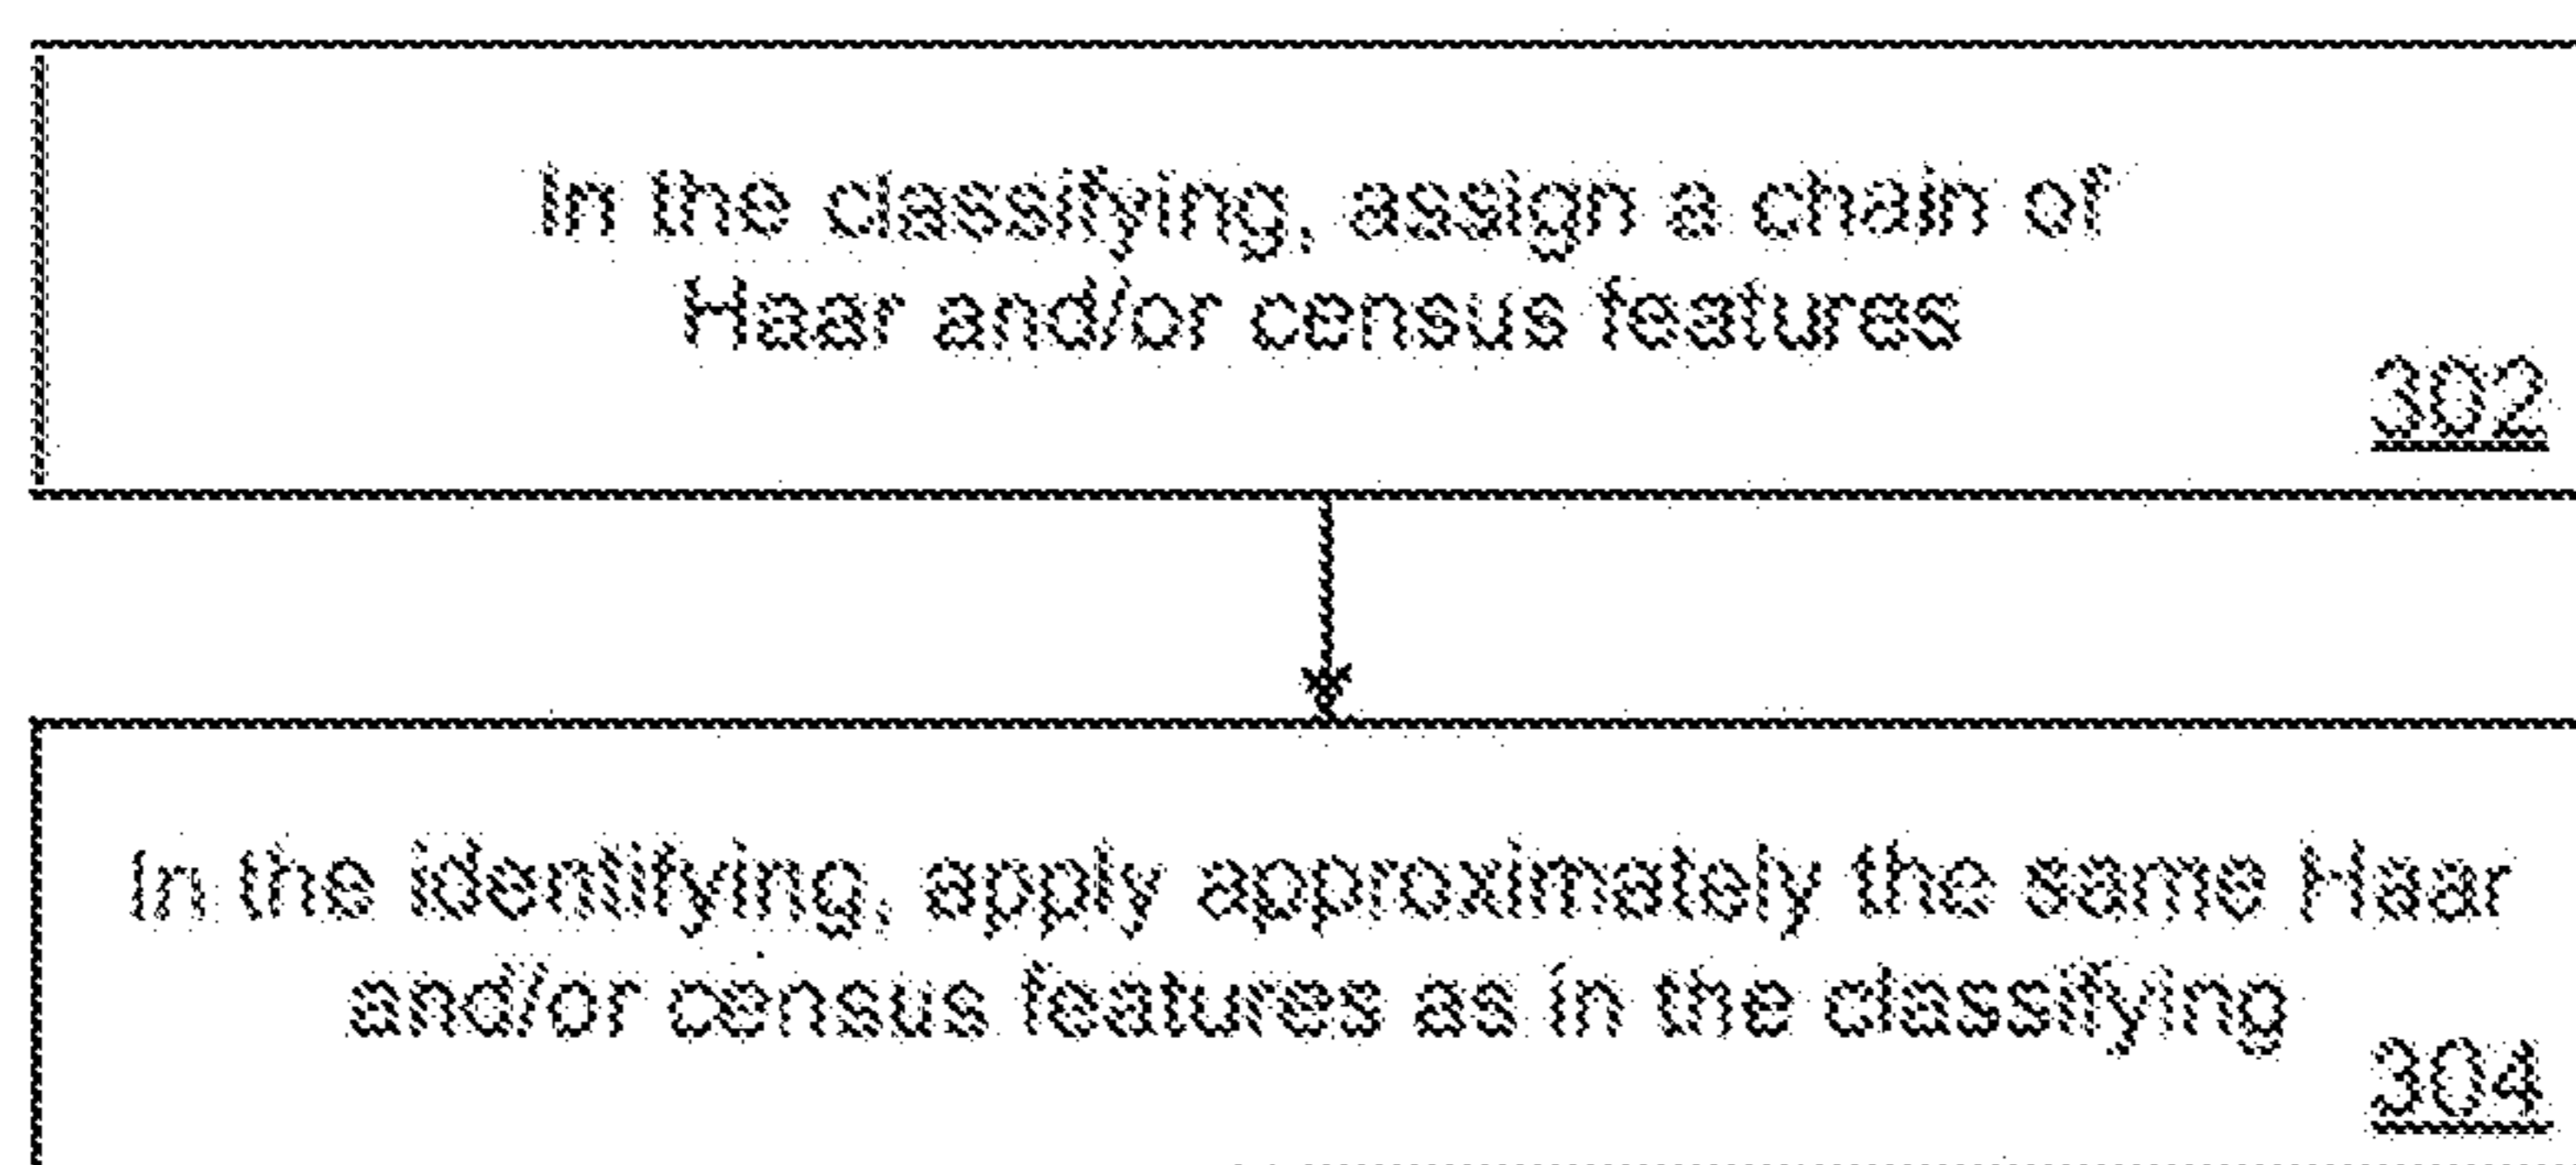 In the classifying, assign a chain of
Haar and/or census features
302
In the identifying, apply approximately the same Haar
and/or census features as in the classifying
304